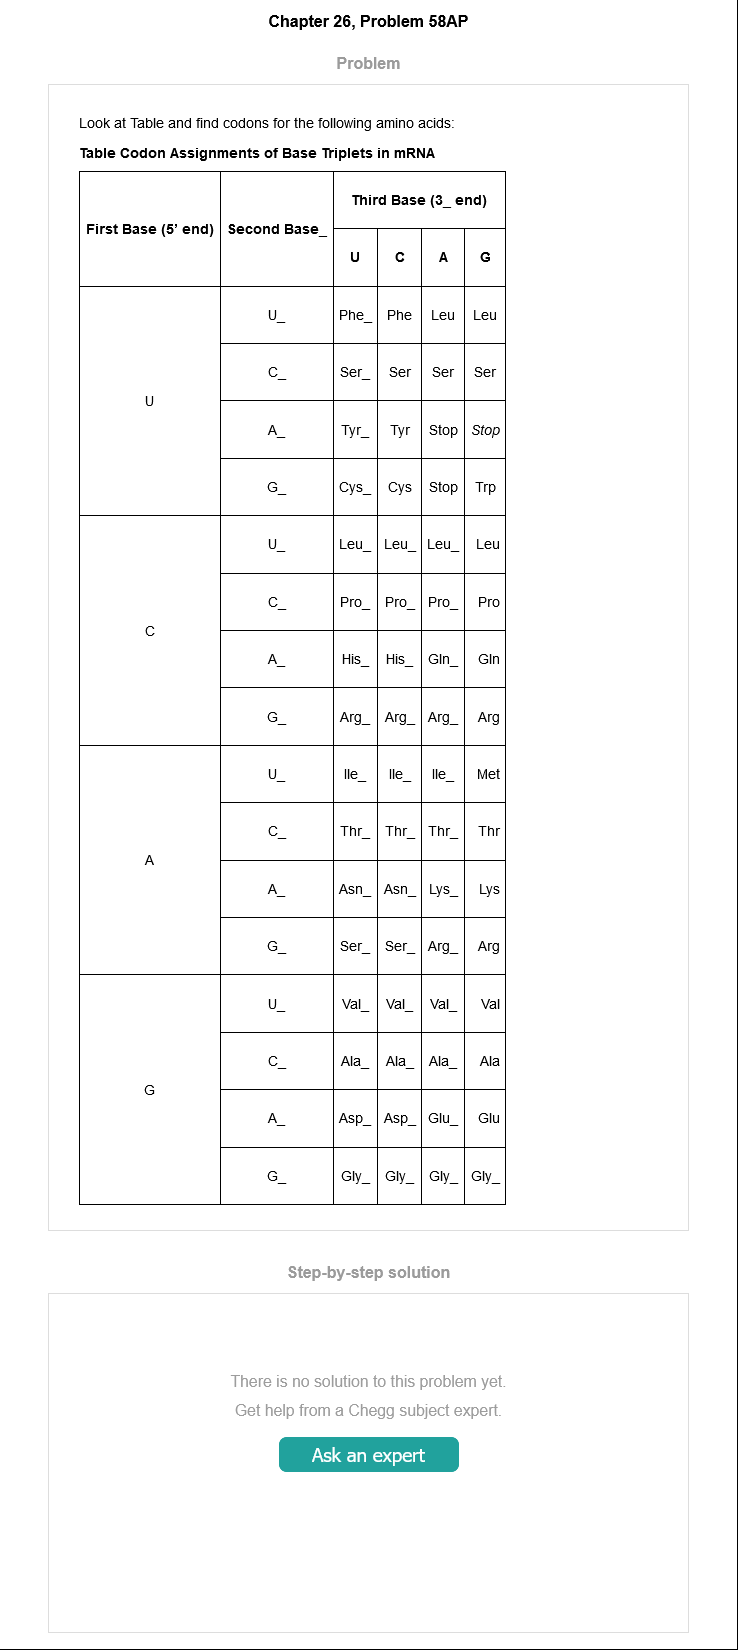 Chapter 26, Problem 58AP
Problem
Look at Table and find codons for the following amino acids:
Table Codon Assignments of Base Triplets in mRNA
First Base (5’ end) Second Base_ Third Base (3_ end)
U C A G
U
U_ Phe_ Phe Leu Leu
C_ Ser_ Ser Ser Ser
A_ Tyr_ Tyr Stop Stop
G_ Cys_ Cys Stop Trp
C
U_ Leu_ Leu_ Leu_ Leu
C_ Pro_ Pro_ Pro_ Pro
A_ His_ His_ Gln_ Gln
G_ Arg_ Arg_ Arg_ Arg
A
U_ Ile_ Ile_ Ile_ Met
C_ Thr_ Thr_ Thr_ Thr
A_ Asn_ Asn_ Lys_ Lys
G_ Ser_ Ser_ Arg_ Arg
G
U_ Val_ Val_ Val_ Val
C_ Ala_ Ala_ Ala_ Ala
A_ Asp_ Asp_ Glu_ Glu
G_ Gly_ Gly_ Gly_ Gly_
Step-by-step solution
There is no solution to this problem yet.
Get help from a Chegg subject expert.
Ask an expert